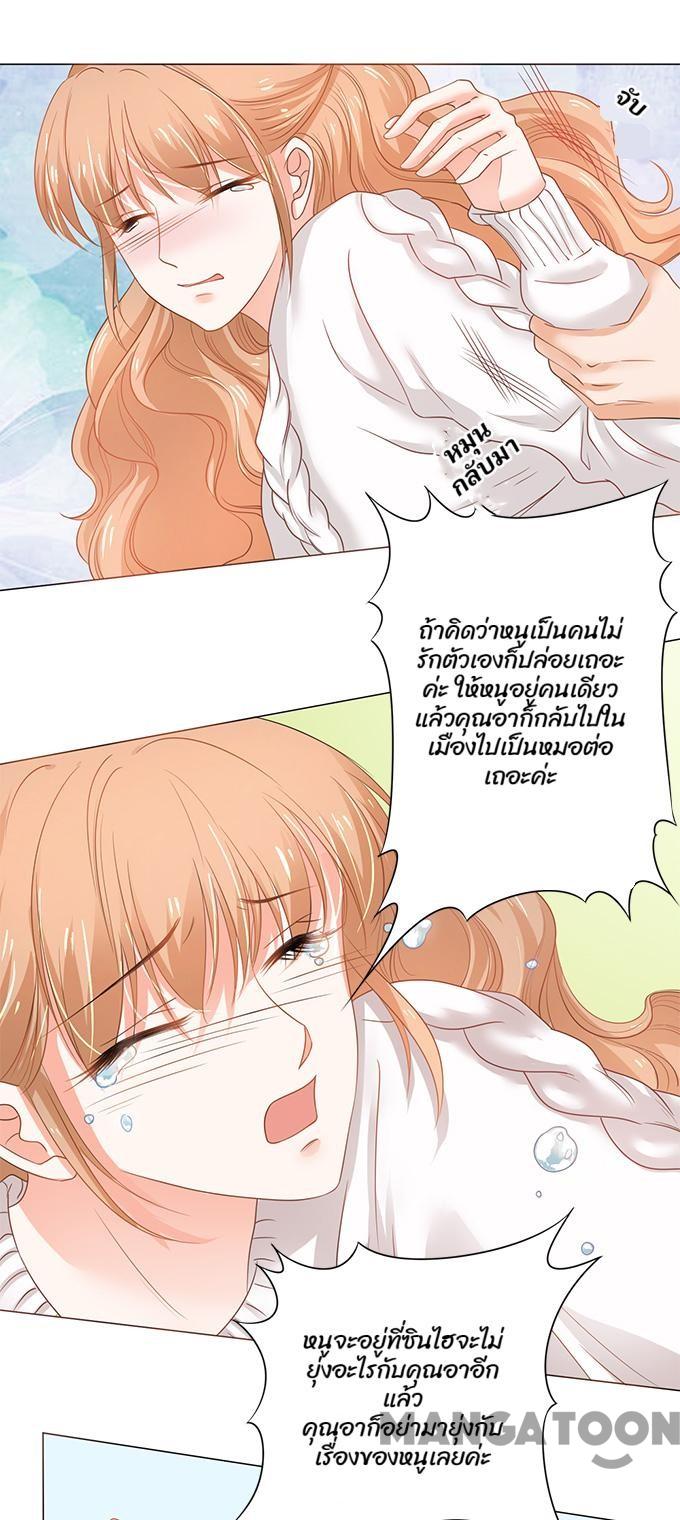 จับ
หมุน
กลับมา
ถ้าคิดว่าหนูเป็นคนไม่
รักตัวเองก็ปล่อยเถอะ
ค่ะ ให้หนูอยู่คนเดียว
แล้วคุณอาก็กลับไปใน
เมืองไปเป็นหมอต่อ
เถอะค่ะ
หนูจะอยู่ที่ซินไฮจะไม่
ยุ่งอะไรกับคุณอาอีก
แล้ว
คุณอาก็อย่ามายุ่งกับ
เรื่องของหนูเลยค่ะ
MANGATOON